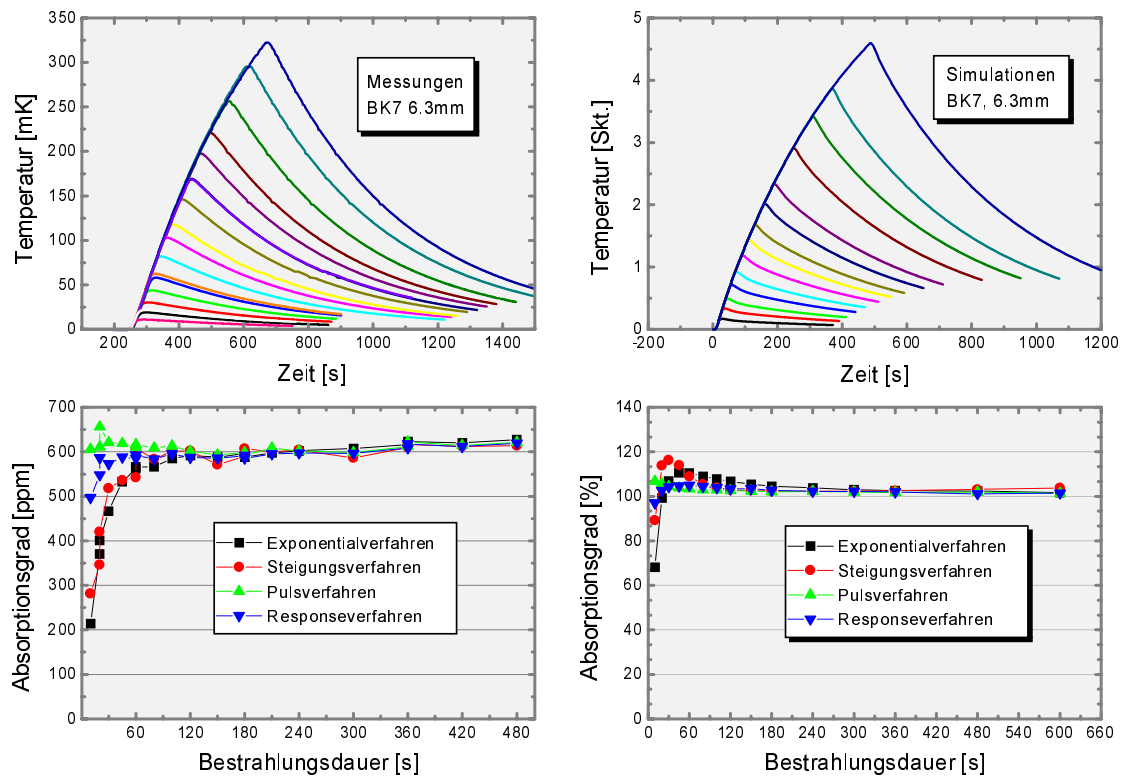 350
300
250
200
150
100
50
0
Temperatur [mK]
Messungen
BK7 6.3mm
200 400 600 800 1000 1200 1400
Zeit [s]
5
4
3
2
1
0
Temperatur [Skt.]
Simulationen
BK7, 6.3mm
-200 0 200 400 600 800 1000 1200
Zeit [s]
700
600
500
400
300
200
100
0
Absorptionsgrad [ppm]
Exponentialverfahren
Steigungsverfahren
Pulsverfahren
Responseverfahren
60 120 180 240 300 360 420 480
Bestrahlungsdauer [s]
140
120
100
80
60
40
20
0
Absorptionsgrad [%]
Exponentialverfahren
Steigungsverfahren
Pulsverfahren
Responseverfahren
0 60 120 180 240 300 360 420 480 540 600 660
Bestrahlungsdauer [s]